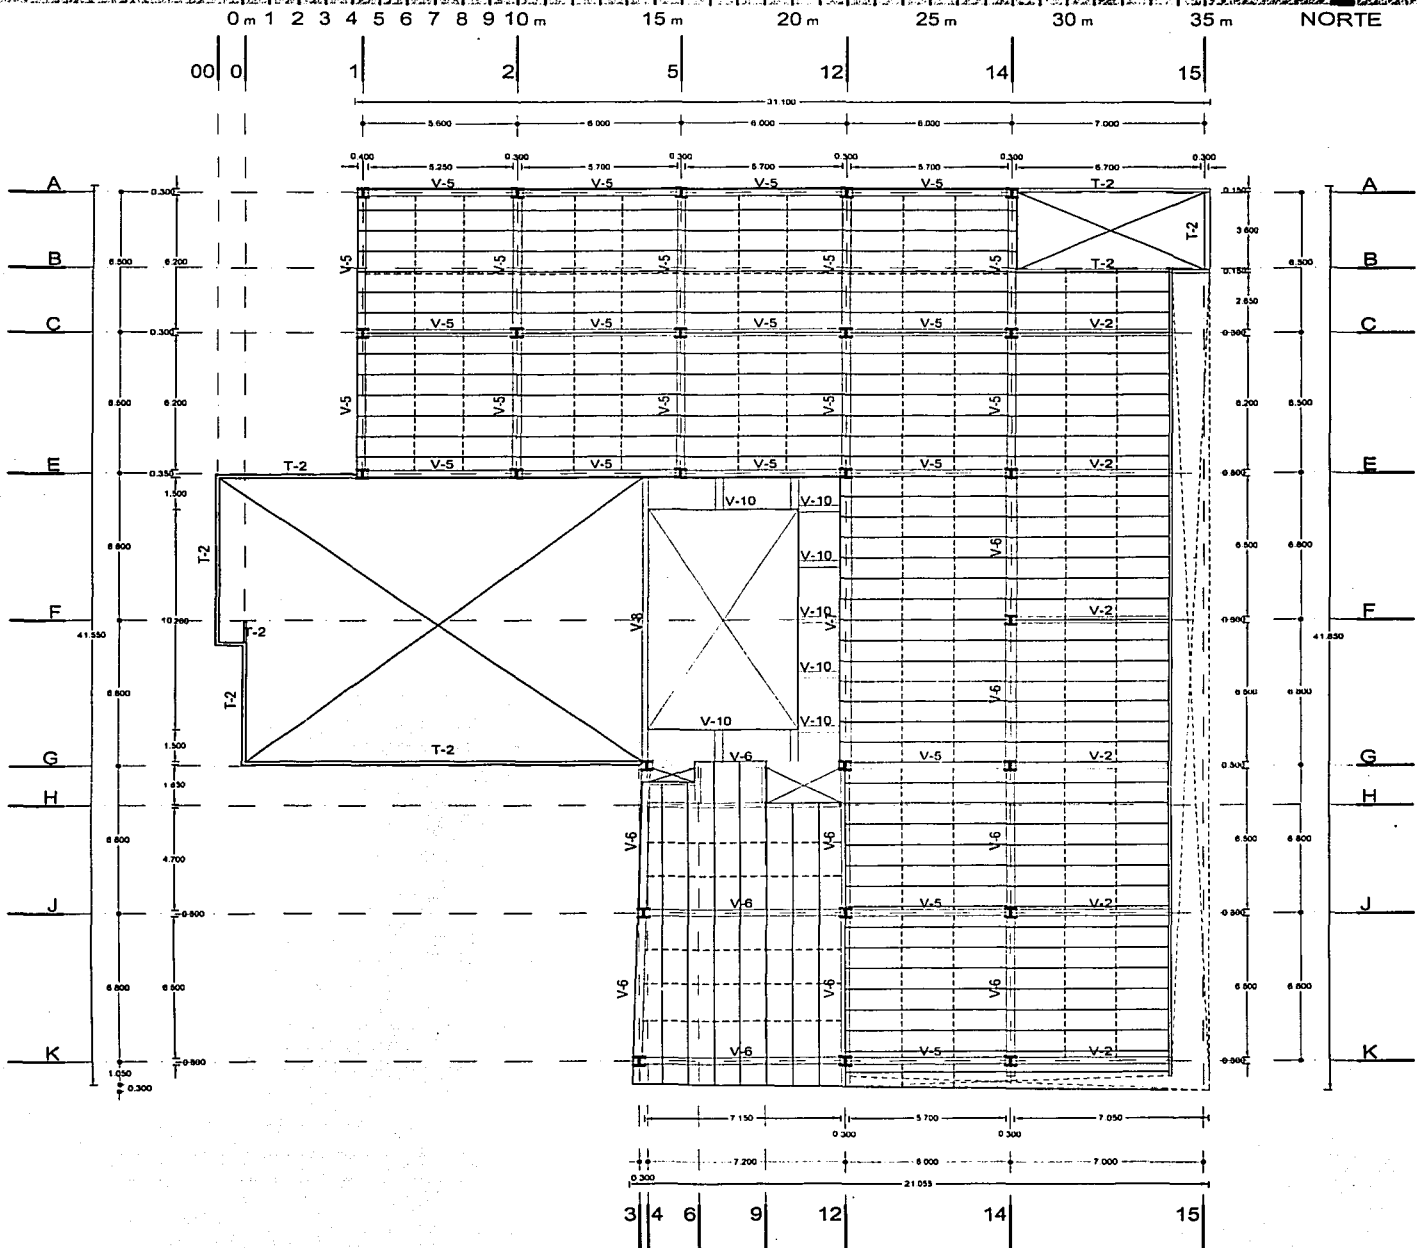 0 m 1 2 3 4 5 6 7 8 9 10 m 15 m 20 m 25 m 30 m 35 m NORTE
00 0 1 2 5 12 14 15
31.100
5.600 6.000 6.000 6.000 7.000
0.400 0.300 0.300 0.300 0.300 0.300
5.250 5.700 5.700 5.700 6.700
A 0.300 V-5 V-5 V-5 V-5 T-2 0.150 A
3.600
T-2
B 6.500 6.200 V-5 V-5 V-5 V-5 V-5 T-2 0.150 6.500 B
2.650
C 0.300 V-5 V-5 V-5 V-5 V-2 0.300 C
6.500 6.200 V-5 V-5 V-5 V-5 V-5 6.200 6.500
E 0.350 T-2 V-5 V-5 V-5 V-5 V-2 E
1.500 V-10 V-10
6.800 T-2 V-10 V-6 6.500 6.800
F 10.200 T-2 V-8 V-10 V-2 F
41.550 41.850
6.800 T-2 V-10 V-6 6.800
V-10 V-10
1.500 T-2
G V-6 V-5 V-2 0.300 G
H H
6.800 4.700 V-6 V-6 V-6 6.500 6.800
J V-6 V-5 V-2 0.300 J
6.800 V-6 V-6 V-6
K V-6 V-5 V-2 K
1.050
0.300
7.150 5.700 7.050
0.300 0.300
7.200 6.000 7.000
0.300
21.055
3 4 6 9 12 14 15